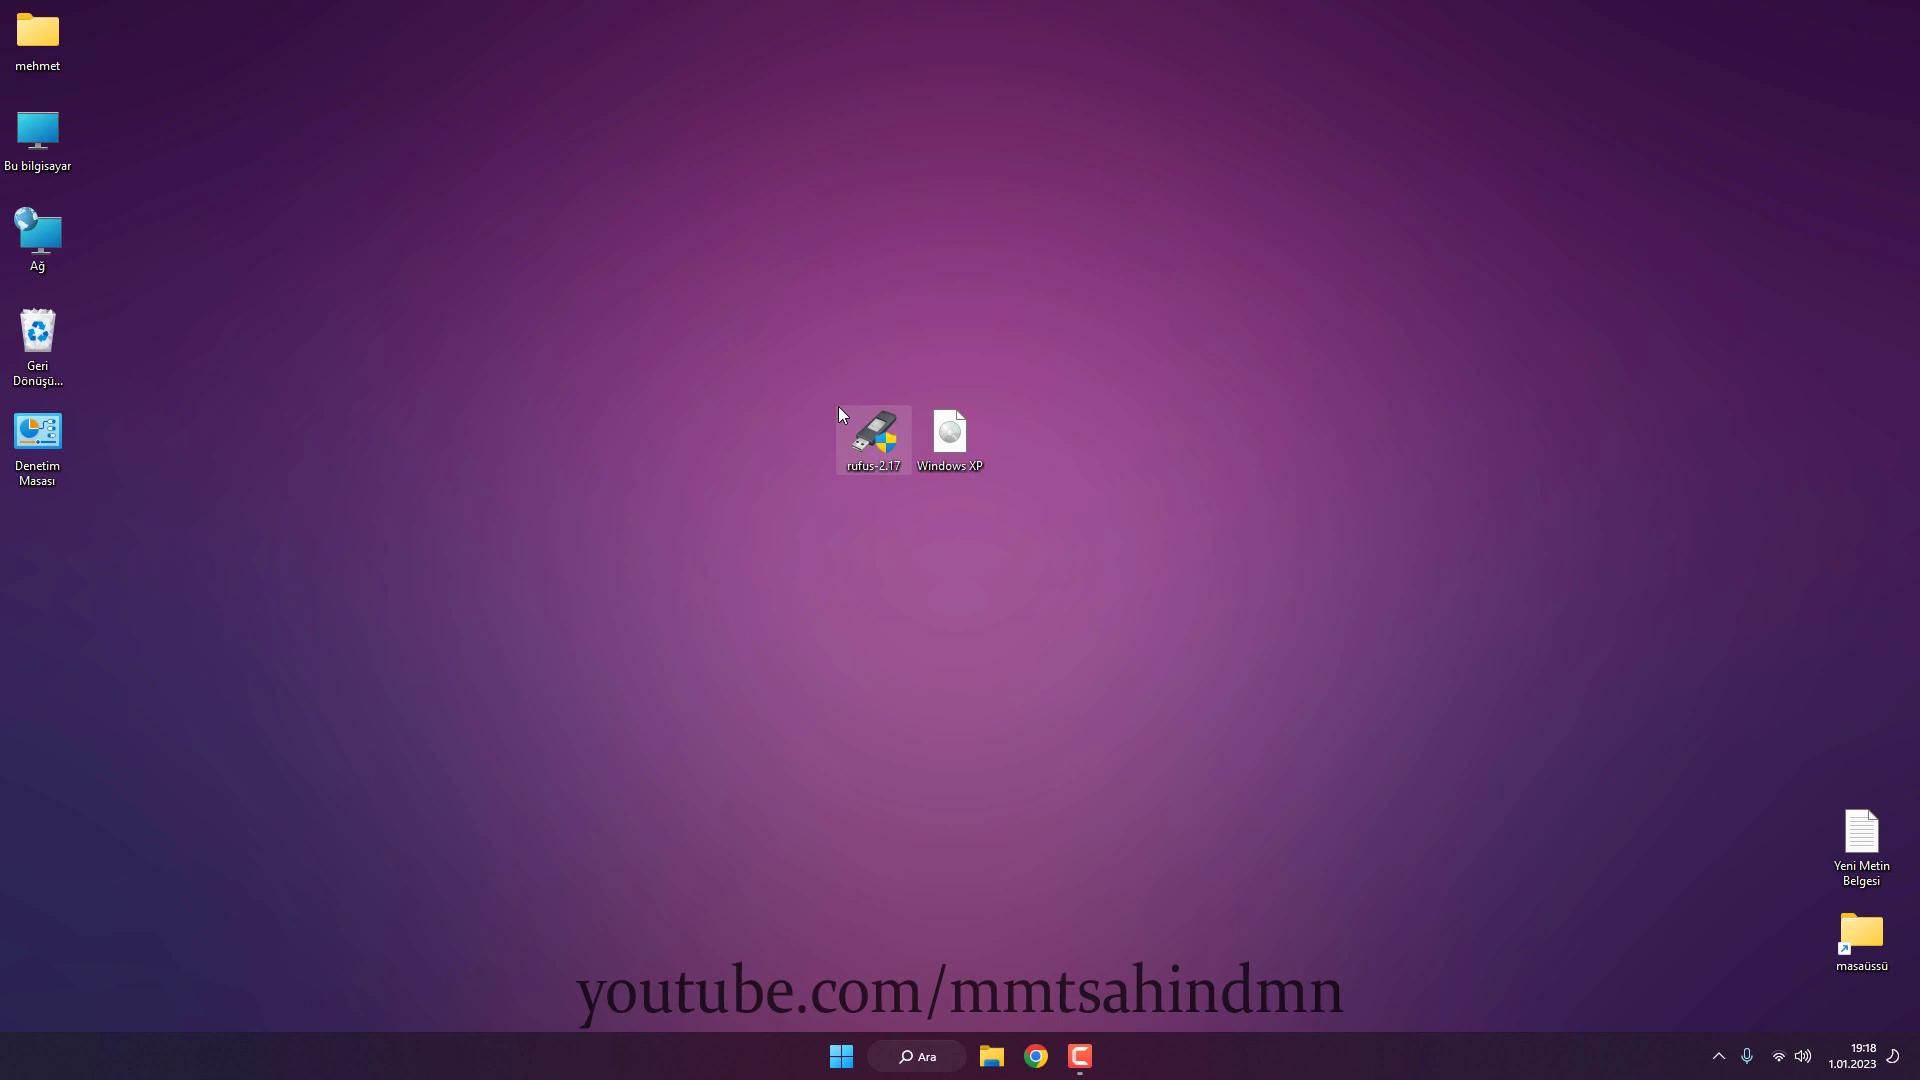 mehmet
Bu bilgisayar
Ağ
Geri
Dönüşü...
Denetim
Masası
rufus-2.17
Windows XP
Yeni Metin
Belgesi
masaüssü
youtube.com/mmtsahindmn
Ara
19:18
1.01.2023